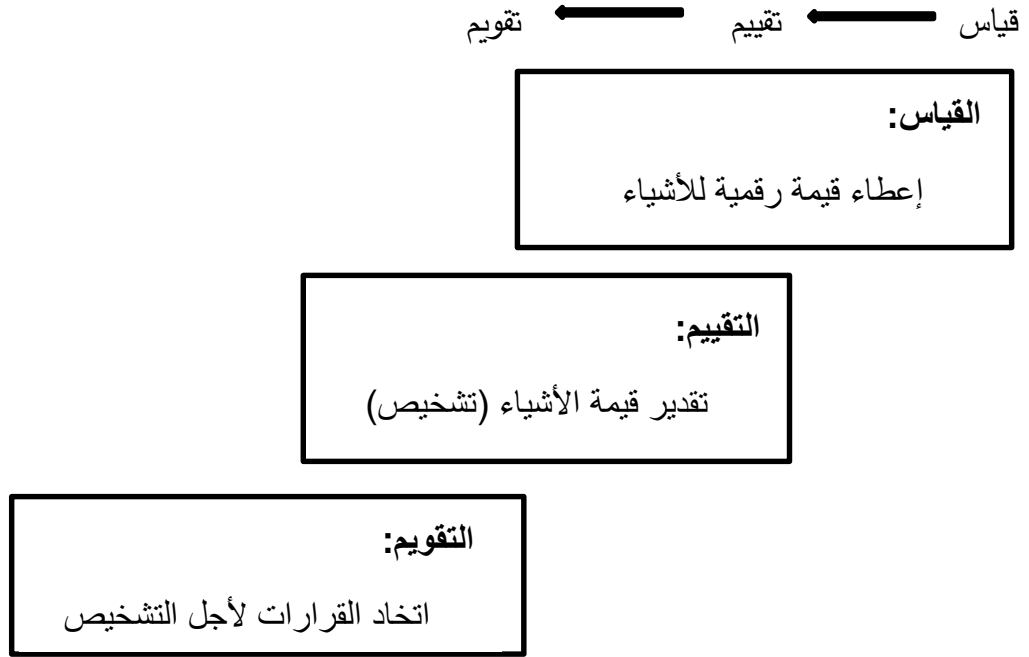 قياس تقييم تقويم
القياس:
إعطاء قيمة رقمية للأشياء
التقييم:
تقدير قيمة الأشياء (تشخيص)
التقويم:
اتخاد القرارات لأجل التشخيص